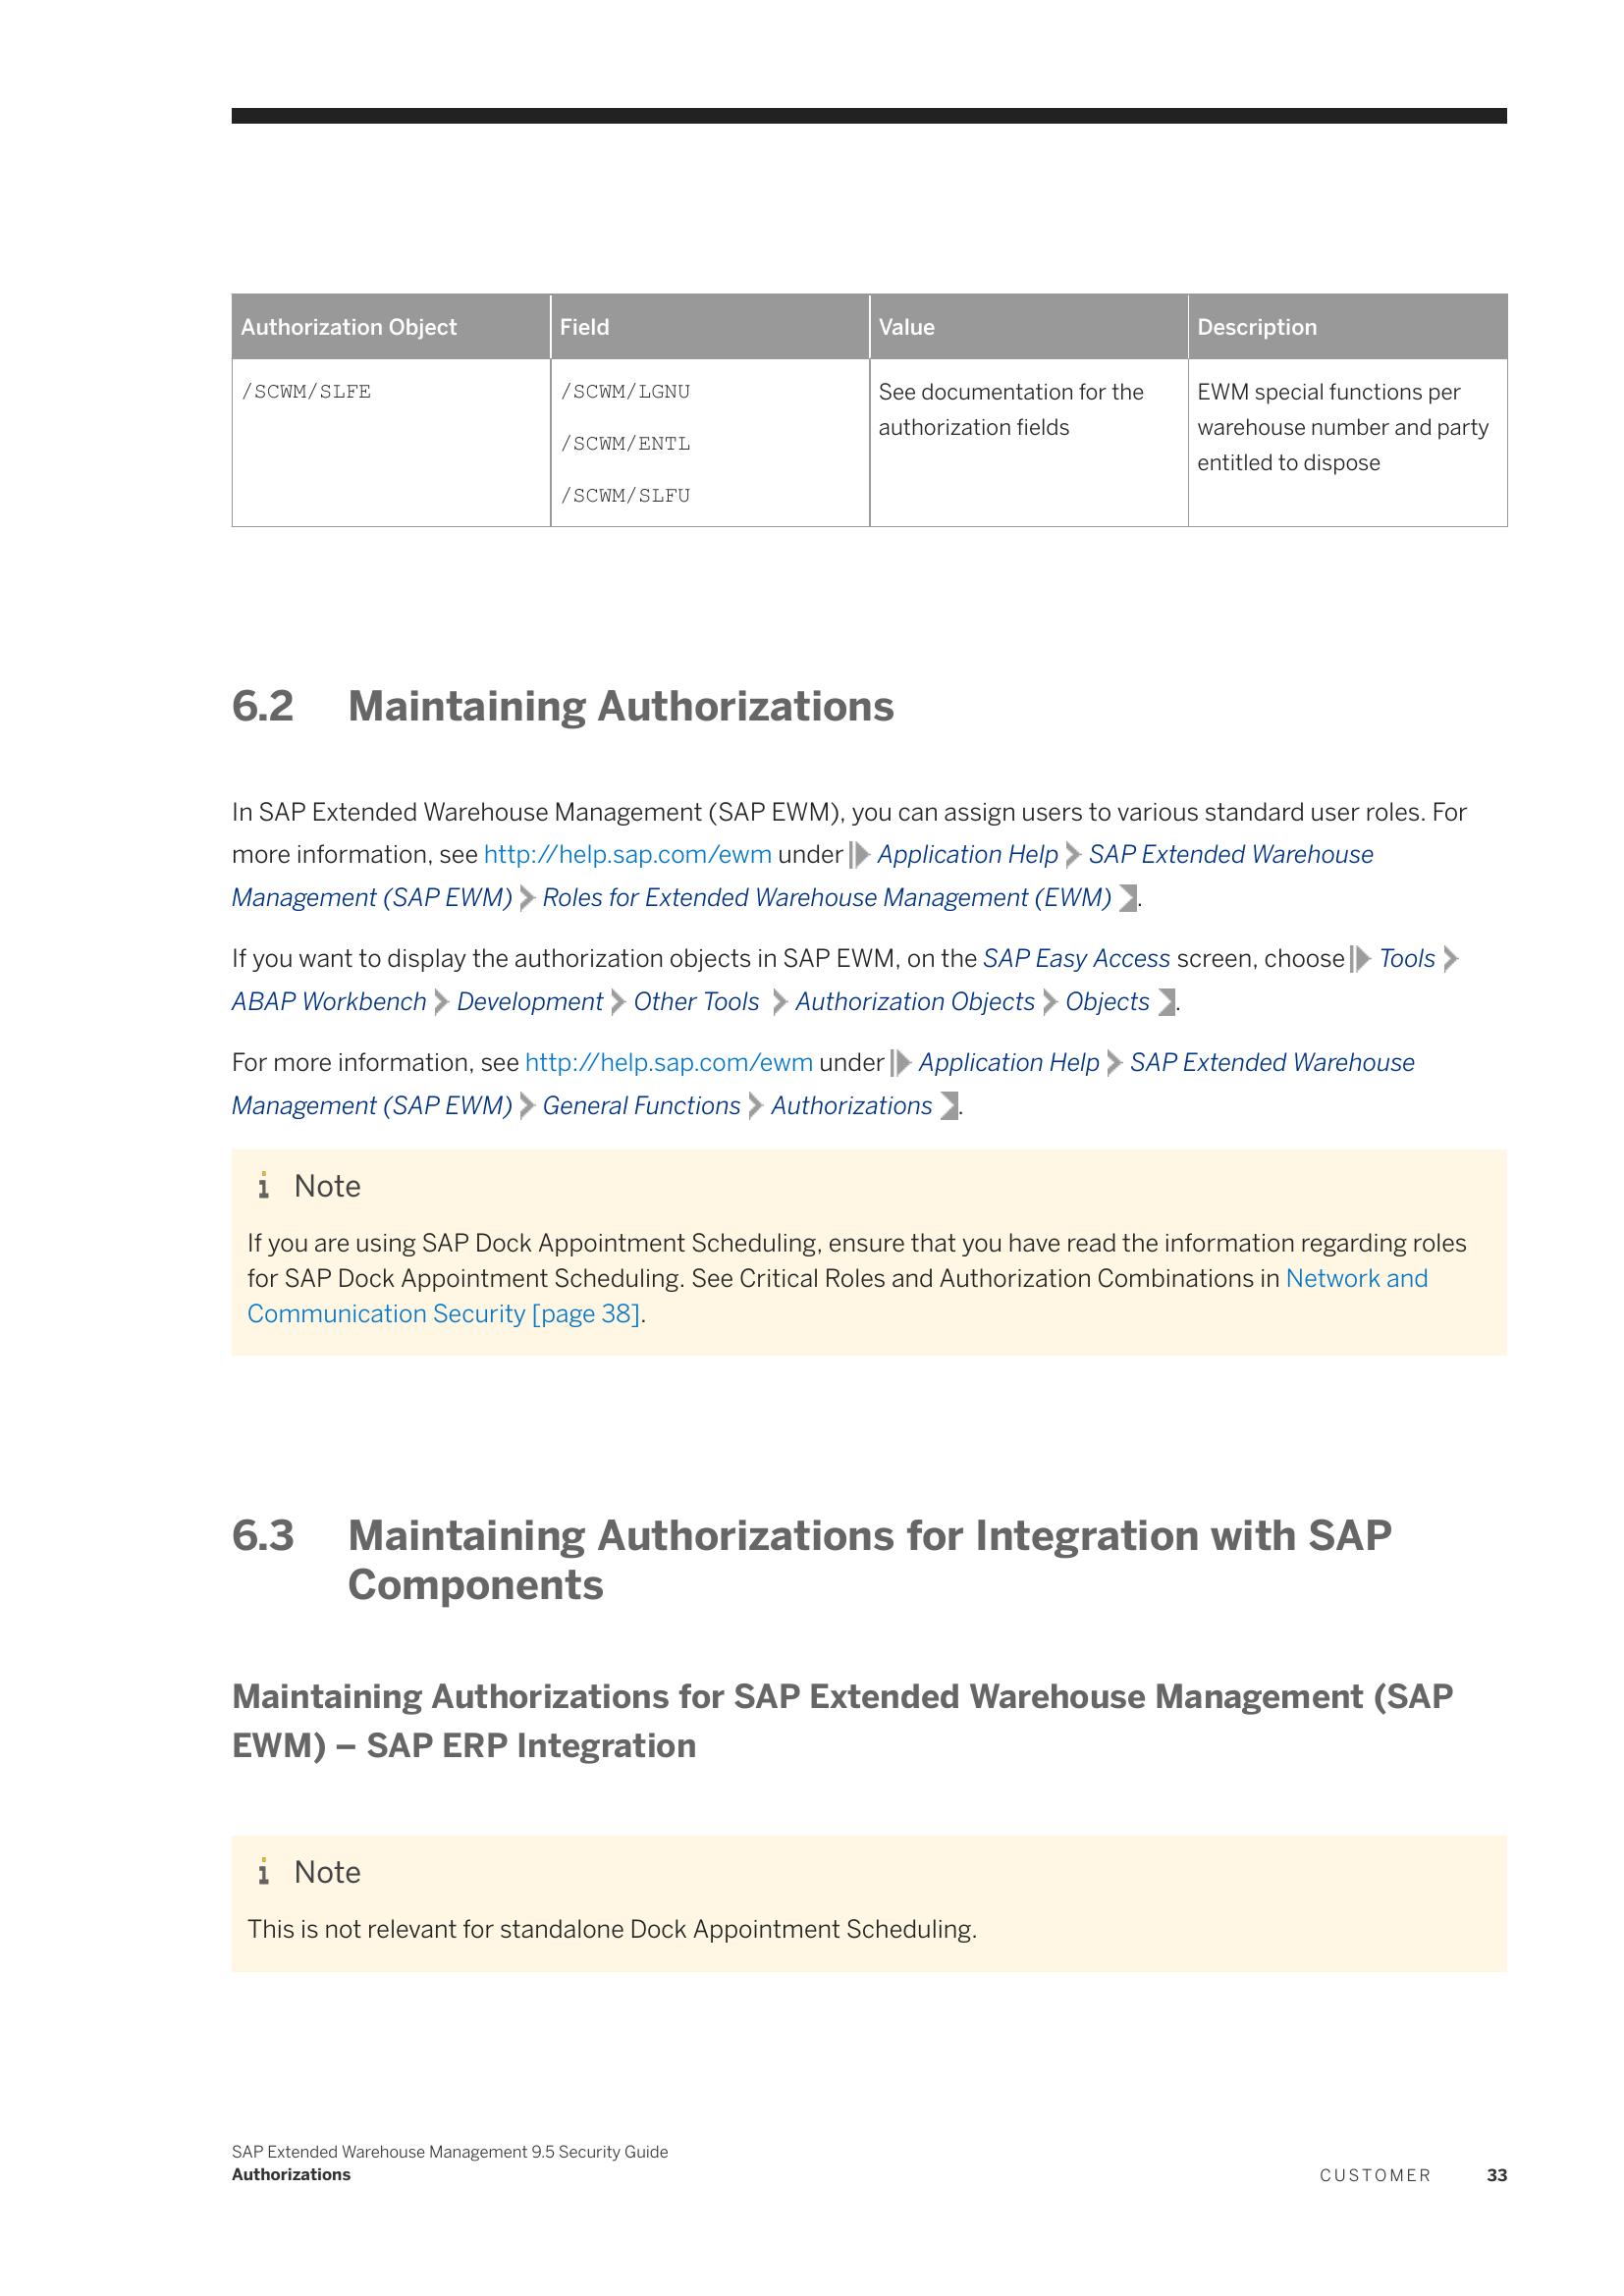 Authorization Object Field Value Description
/SCWM/SLFE /SCWM/LGNU See documentation for the EWM special functions per
authorization fields warehouse number and party
/SCWM/ENTL
entitled to dispose
/SCWM/SLFU
6.2 Maintaining Authorizations
In SAP Extended Warehouse Management (SAP EWM), you can assign users to various standard user roles. For
more information, see http://help.sap.com/ewm under Application Help SAP Extended Warehouse
Management (SAP EWM) Roles for Extended Warehouse Management (EWM) .
If you want to display the authorization objects in SAP EWM, on the SAP Easy Access screen, choose Tools
ABAP Workbench Development Other Tools Authorization Objects Objects .
For more information, see http://help.sap.com/ewm under Application Help SAP Extended Warehouse
Management (SAP EWM) General Functions Authorizations .
i Note
If you are using SAP Dock Appointment Scheduling, ensure that you have read the information regarding roles
for SAP Dock Appointment Scheduling. See Critical Roles and Authorization Combinations in Network and
Communication Security [page 38].
6.3 Maintaining Authorizations for Integration with SAP
Components
Maintaining Authorizations for SAP Extended Warehouse Management (SAP
EWM) – SAP ERP Integration
i Note
This is not relevant for standalone Dock Appointment Scheduling.
SAP Extended Warehouse Management 9.5 Security Guide
Authorizations CUSTOMER 33